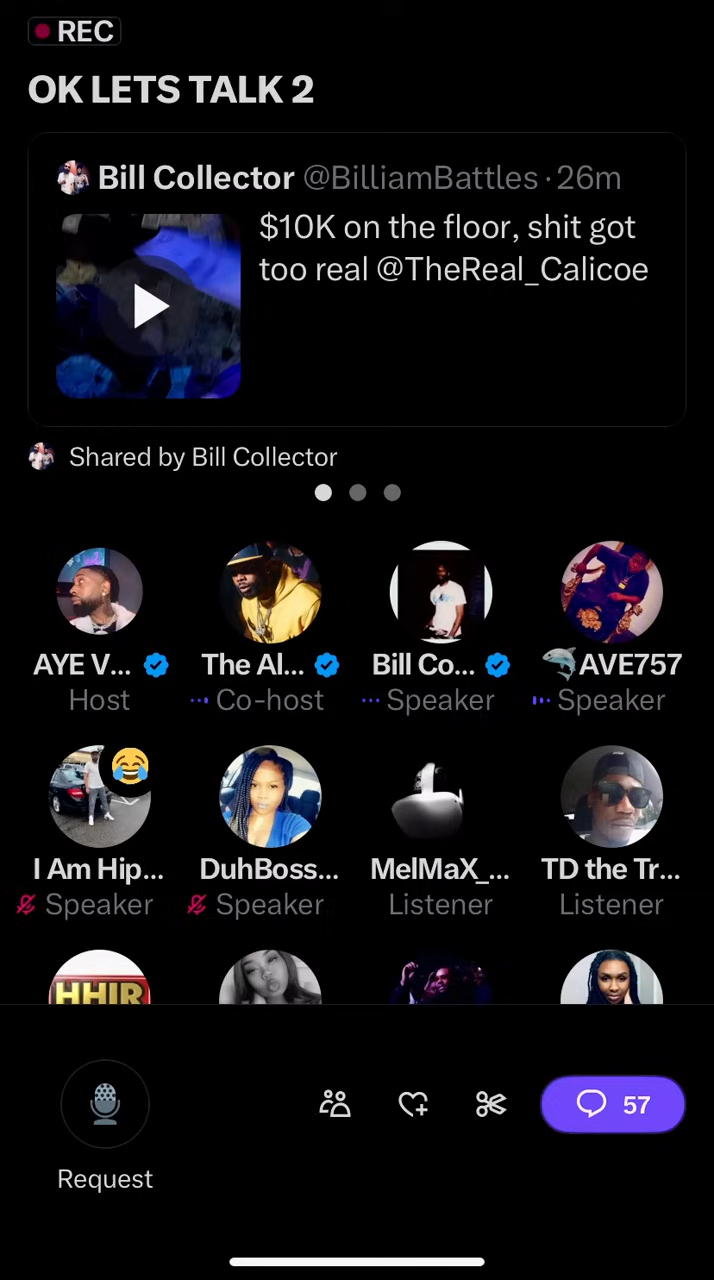 REC
OK LETS TALK 2
Bill Collector @BilliamBattles · 26m
$10K on the floor, shit got
too real @TheReal_Calicoe
Shared by Bill Collector
AYE V... The Al... Bill Co... 🐬AVE757
Host Co-host Speaker Speaker
I Am Hip... DuhBoss... MelMaX_... TD the Tr...
Speaker Speaker Listener Listener
HHIR
57
Request